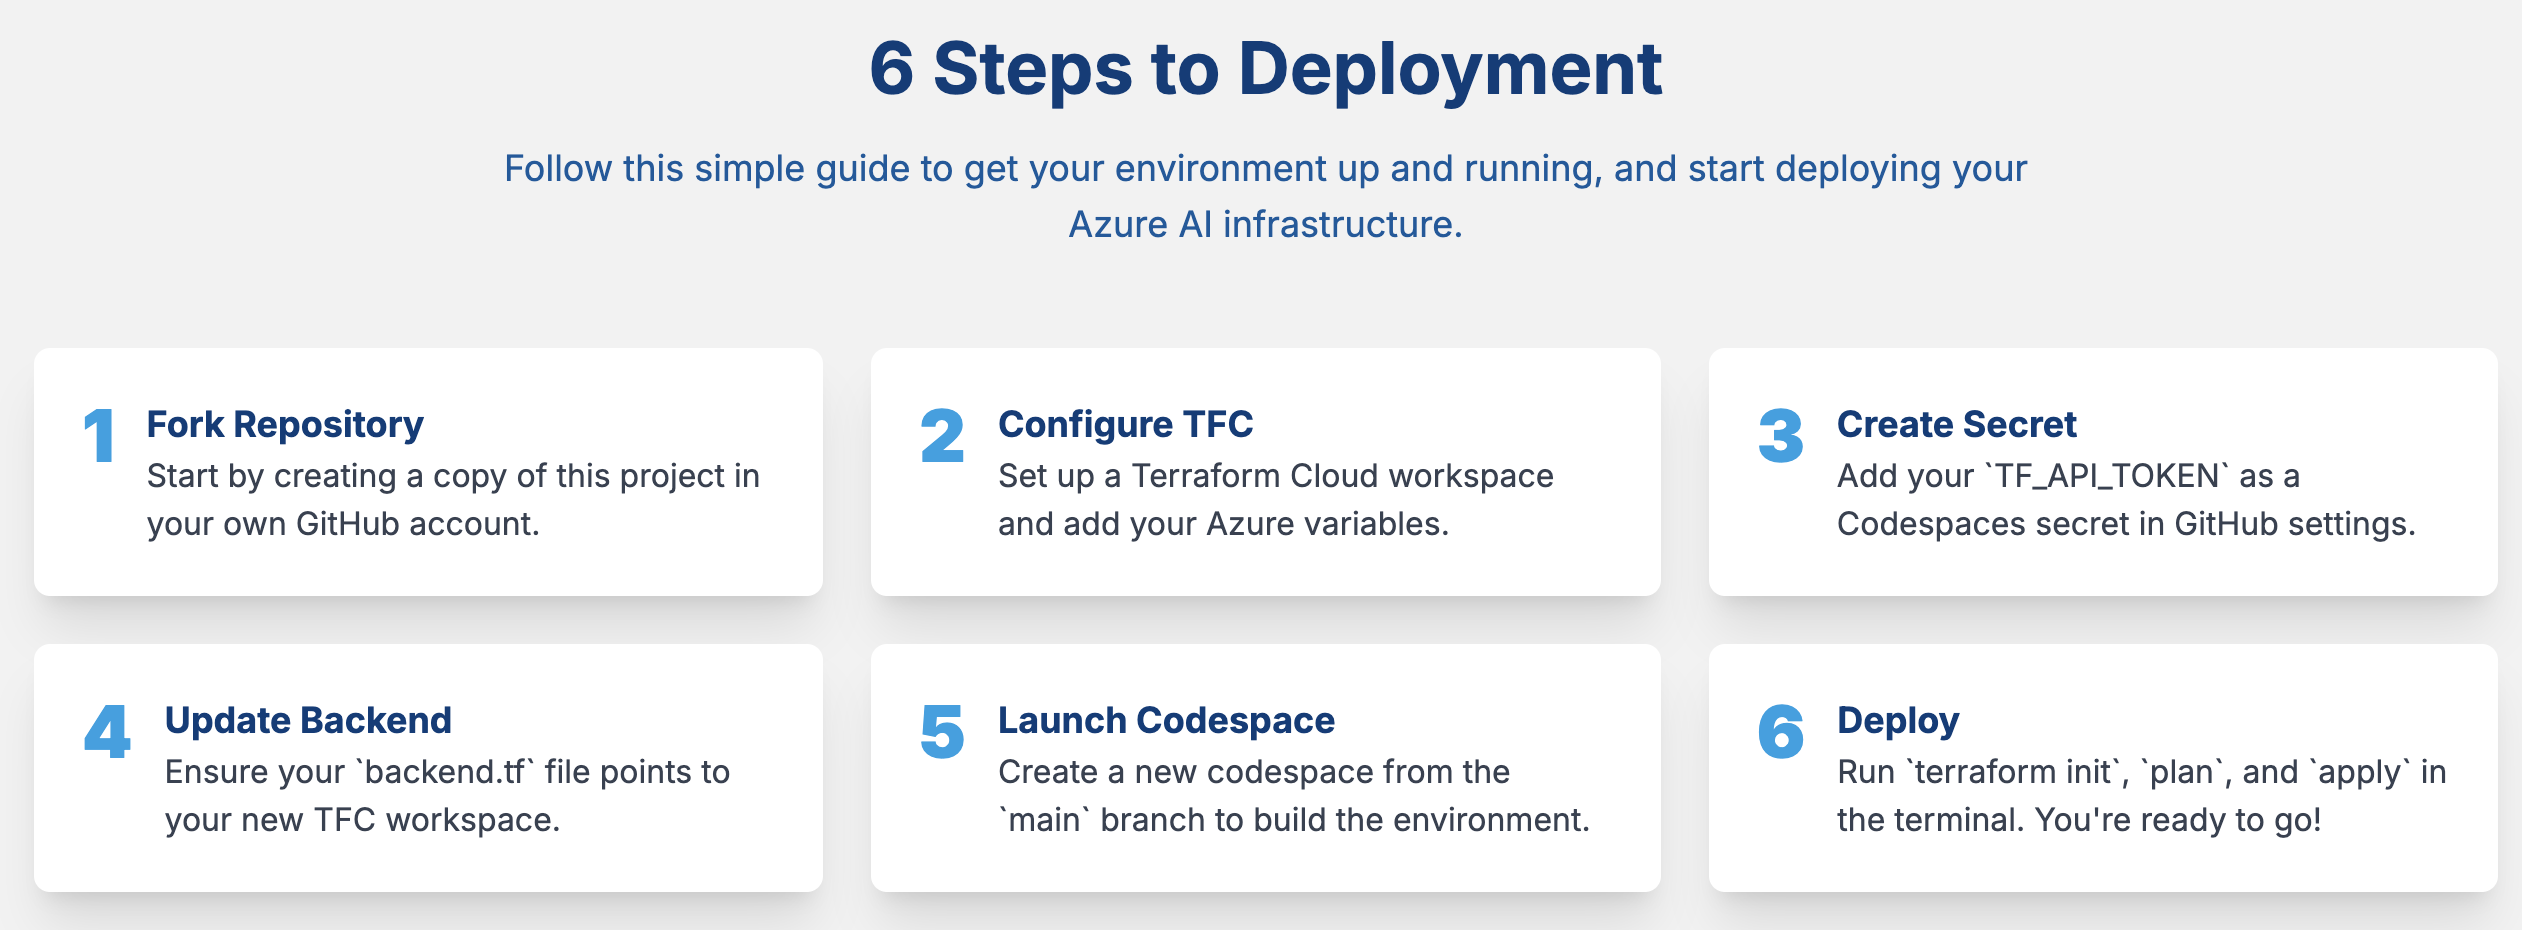 6 Steps to Deployment
Follow this simple guide to get your environment up and running, and start deploying your
Azure AI infrastructure.
1
Fork Repository
Start by creating a copy of this project in
your own GitHub account.
2
Configure TFC
Set up a Terraform Cloud workspace
and add your Azure variables.
3
Create Secret
Add your `TF_API_TOKEN` as a
Codespaces secret in GitHub settings.
4
Update Backend
Ensure your `backend.tf` file points to
your new TFC workspace.
5
Launch Codespace
Create a new codespace from the
`main` branch to build the environment.
6
Deploy
Run `terraform init`, `plan`, and `apply` in
the terminal. You're ready to go!